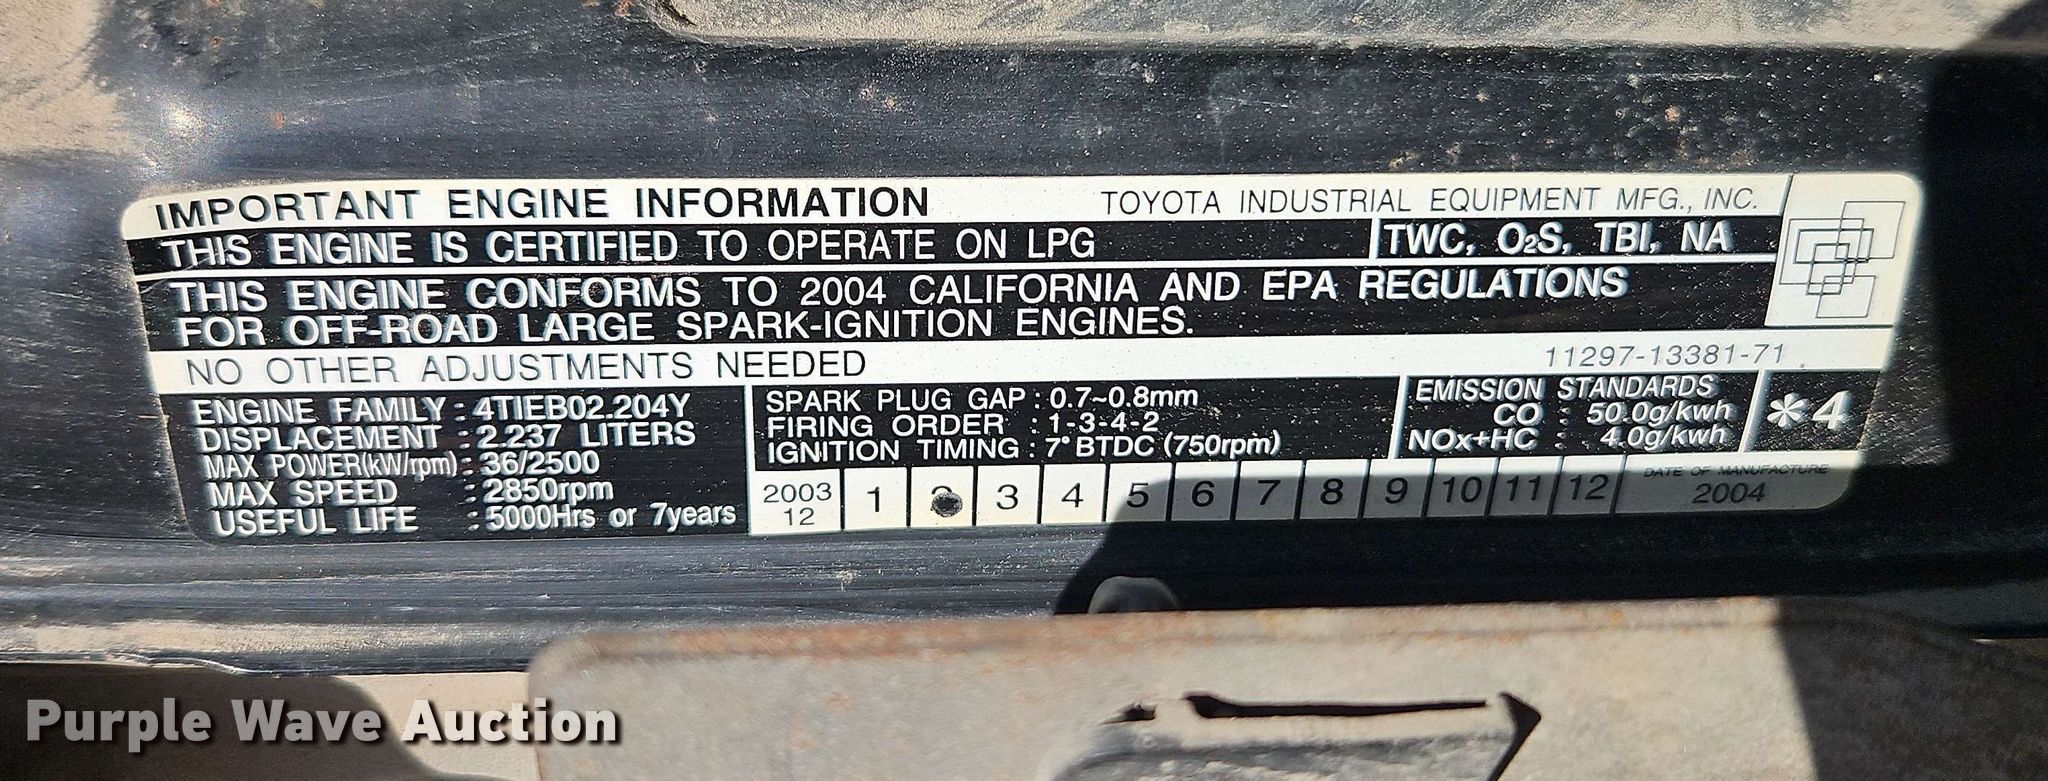 IMPORTANT ENGINE INFORMATION TOYOTA INDUSTRIAL EQUIPMENT MFG., INC.
THIS ENGINE IS CERTIFIED TO OPERATE ON LPG TWC, O2S, TBI, NA
THIS ENGINE CONFORMS TO 2004 CALIFORNIA AND EPA REGULATIONS
FOR OFF-ROAD LARGE SPARK-IGNITION ENGINES.
NO OTHER ADJUSTMENTS NEEDED 11297-13381-71
ENGINE FAMILY : 4TIEB02.204Y
DISPLACEMENT : 2.237 LITERS
MAX POWER(kW/rpm) : 36/2500
MAX SPEED : 2850rpm
USEFUL LIFE : 5000Hrs or 7years
SPARK PLUG GAP : 0.7~0.8mm
FIRING ORDER : 1-3-4-2
IGNITION TIMING : 7° BTDC (750rpm)
EMISSION STANDARDS
CO : 50.0g/kwh
NOx+HC : 4.0g/kwh
*4
2003 12 1 2 3 4 5 6 7 8 9 10 11 12
DATE OF MANUFACTURE
2004
Purple Wave Auction